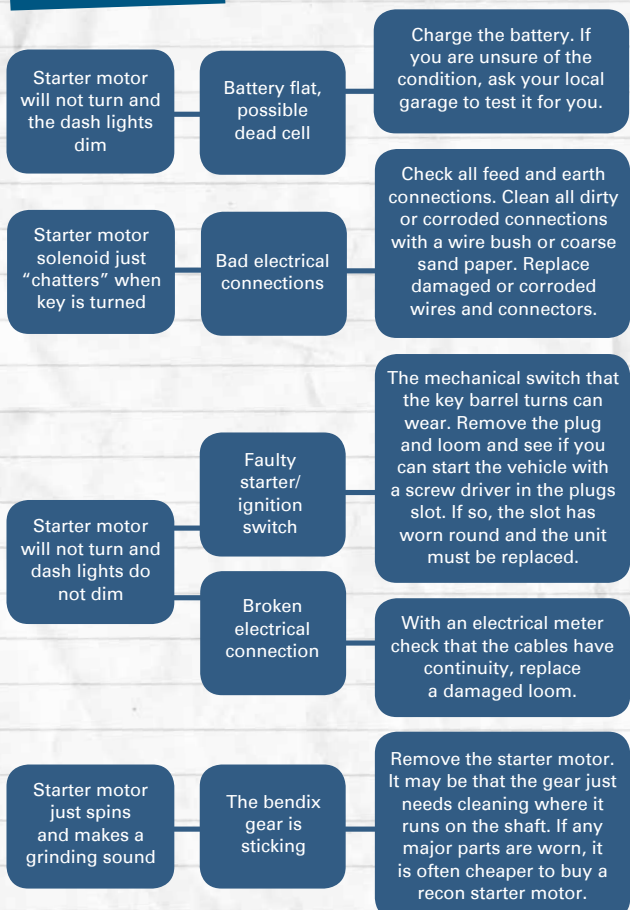 Starter motor
will not turn and
the dash lights
dim
Battery flat,
possible
dead cell
Charge the battery. If
you are unsure of the
condition, ask your local
garage to test it for you.
Starter motor
solenoid just
"chatters" when
key is turned
Bad electrical
connections
Check all feed and earth
connections. Clean all dirty
or corroded connections
with a wire bush or coarse
sand paper. Replace
damaged or corroded
wires and connectors.
Starter motor
will not turn and
dash lights do
not dim
Faulty
starter/
ignition
switch
The mechanical switch that
the key barrel turns can
wear. Remove the plug
and loom and see if you
can start the vehicle with
a screw driver in the plugs
slot. If so, the slot has
worn round and the unit
must be replaced.
Broken
electrical
connection
With an electrical meter
check that the cables have
continuity, replace
a damaged loom.
Starter motor
just spins
and makes a
grinding sound
The bendix
gear is
sticking
Remove the starter motor.
It may be that the gear just
needs cleaning where it
runs on the shaft. If any
major parts are worn, it
is often cheaper to buy a
recon starter motor.